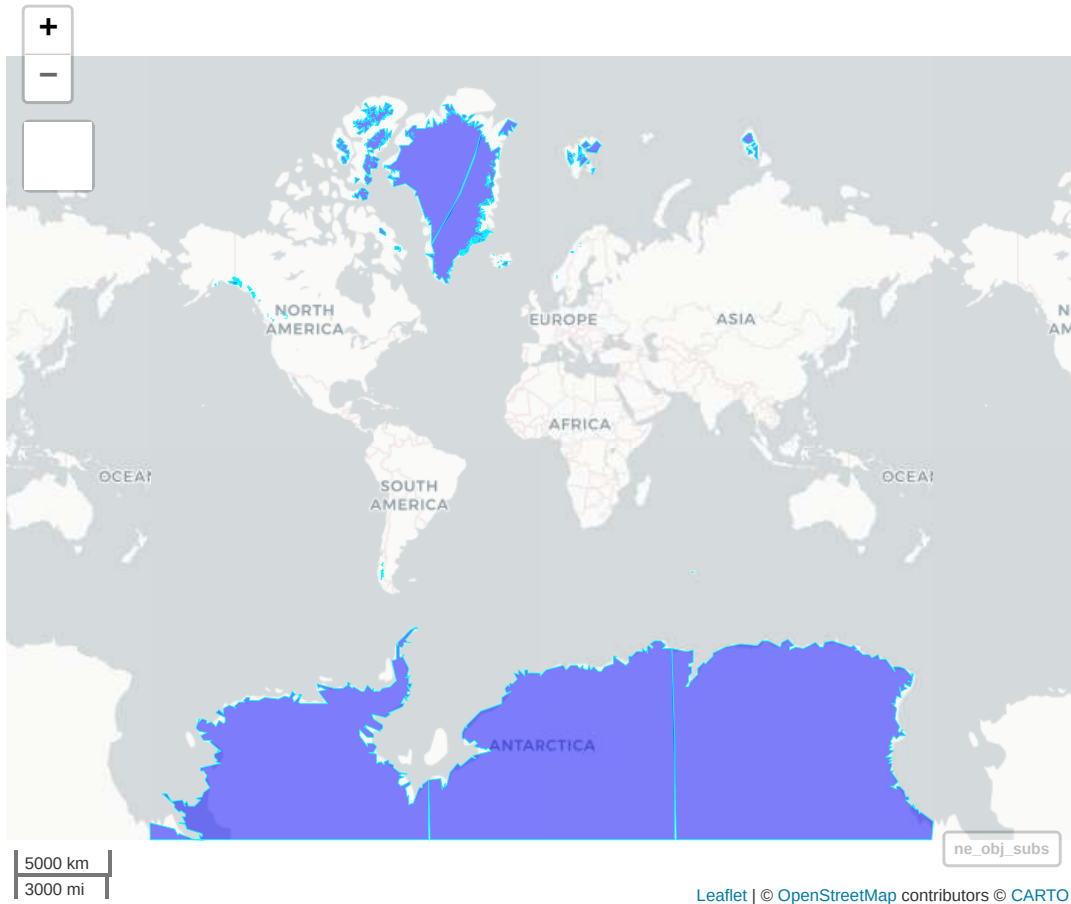 +
−
NORTH
AMERICA
EUROPE
ASIA
N
AM
AFRICA
OCEAN
OCEAN
SOUTH
AMERICA
ANTARCTICA
ne_obj_subs
5000 km
3000 mi
Leaflet | © OpenStreetMap contributors © CARTO